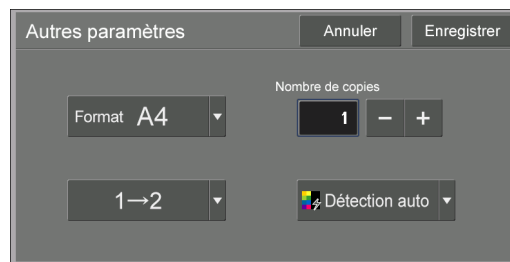 Autres paramètres
Annuler
Enregistrer
Nombre de copies
Format A4
1
− +
1→2
Détection auto